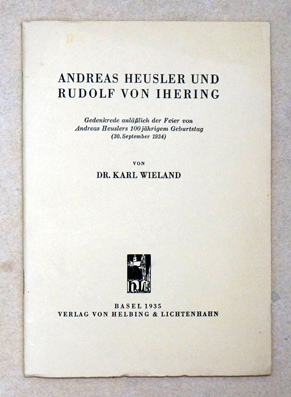 ANDREAS HEUSLER UND
RUDOLF VON IHERING
Gedenkrede anläßlich der Feier von
Andreas Heuslers 100jährigem Geburtstag
(30. September 1934)
VON
DR. KARL WIELAND
BASEL 1935
VERLAG VON HELBING & LICHTENHAHN